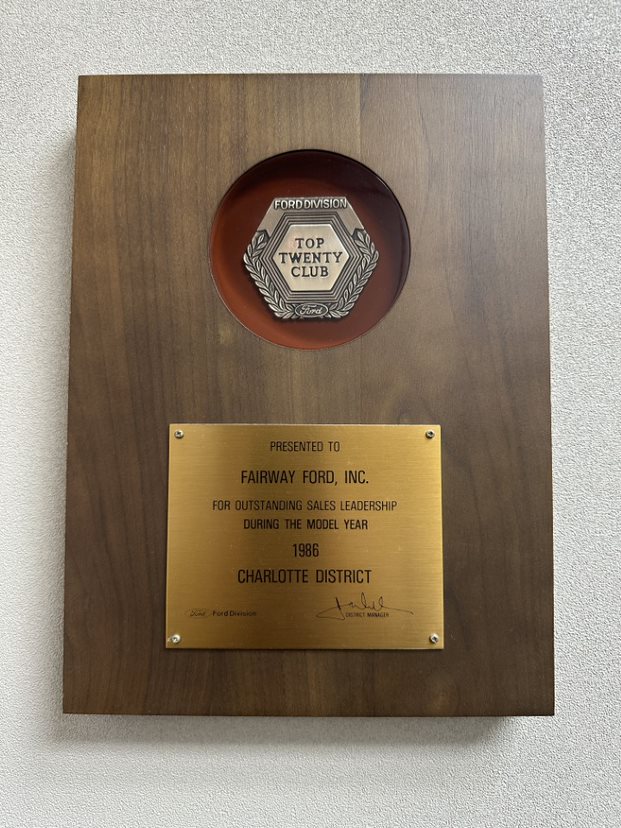 FORD DIVISION
TOP
TWENTY
CLUB
Ford
PRESENTED TO
FAIRWAY FORD, INC.
FOR OUTSTANDING SALES LEADERSHIP
DURING THE MODEL YEAR
1986
CHARLOTTE DISTRICT
Ford Ford Division
DISTRICT MANAGER